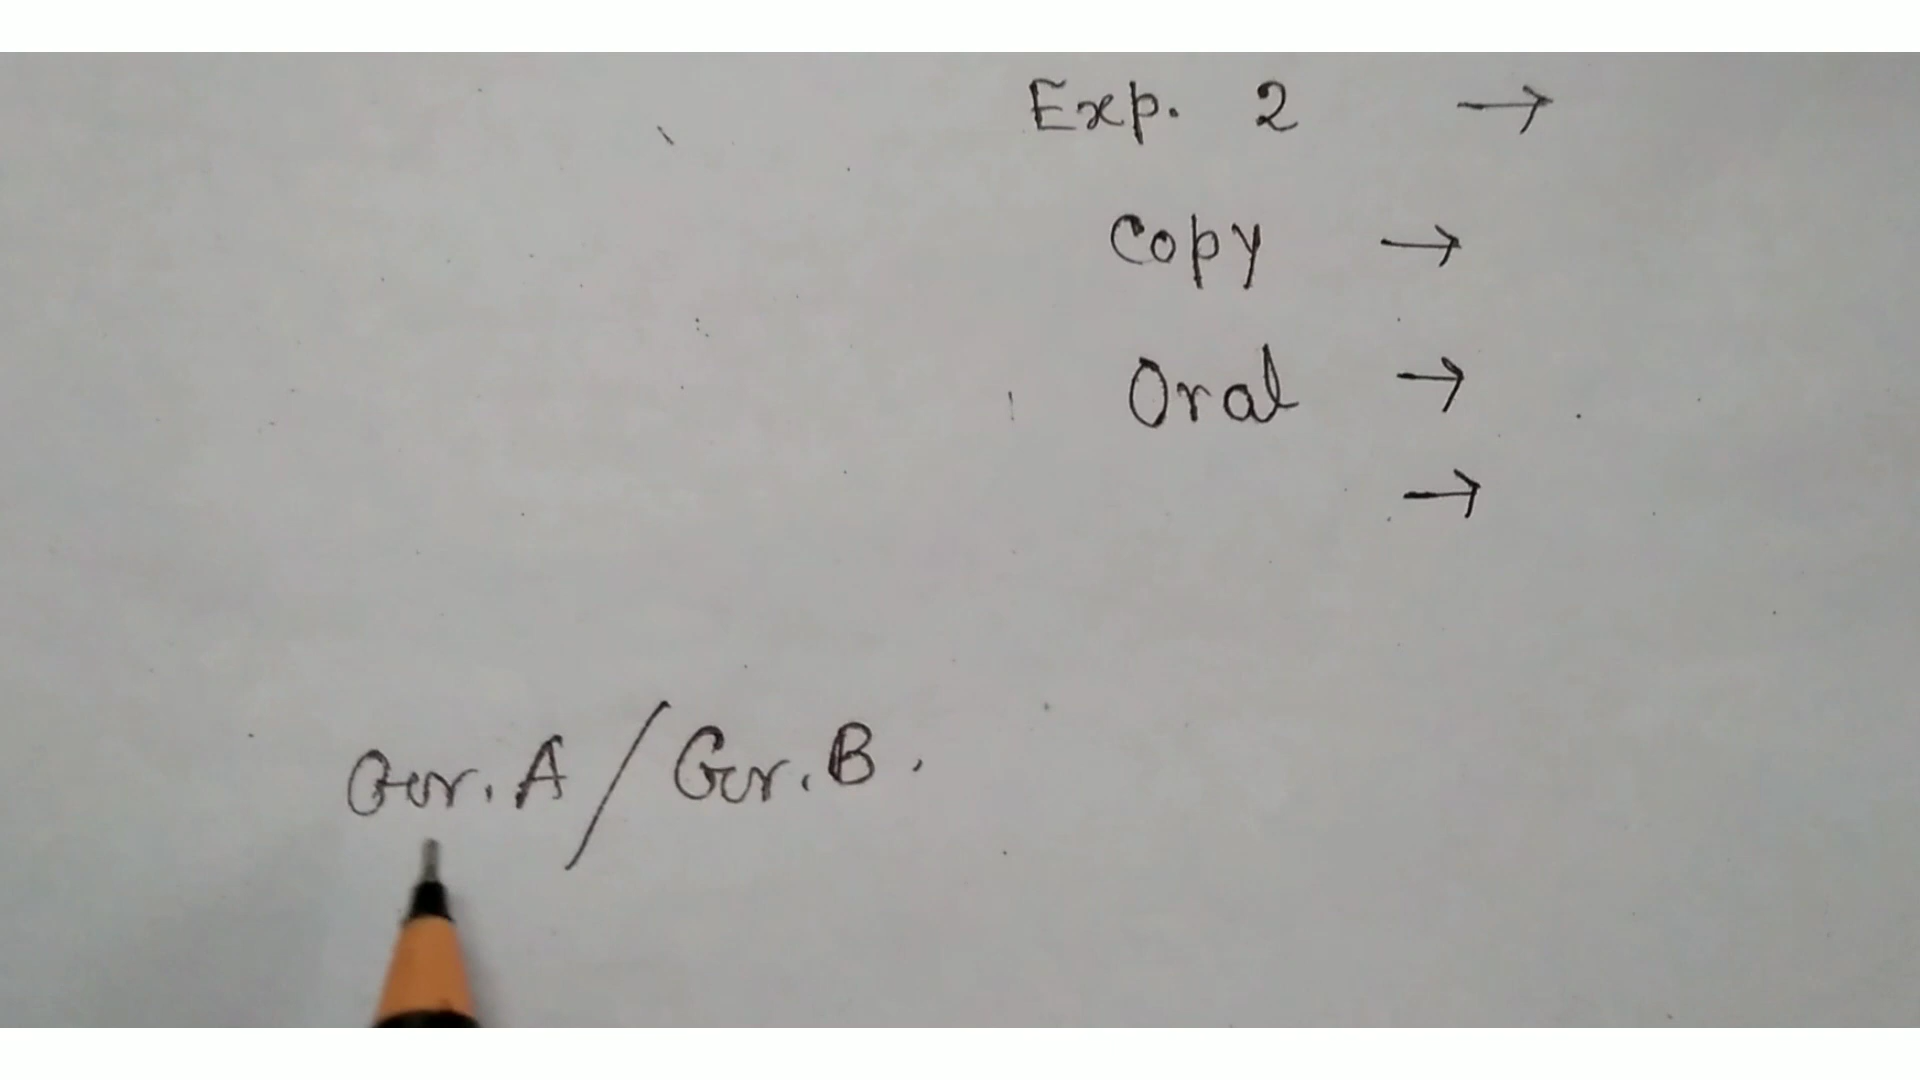 Exp. 2 →
Copy →
Oral →
→
Gr. A / Gr. B.